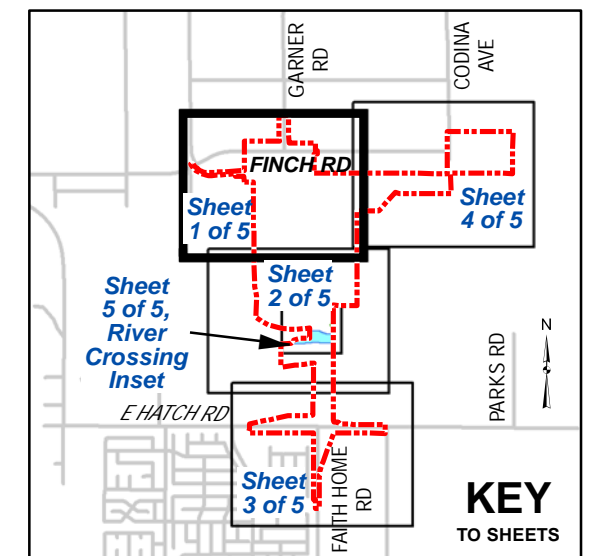 GARNER
RD
CODINA
AVE
FINCH RD
Sheet
1 of 5
Sheet
4 of 5
Sheet
2 of 5
Sheet
5 of 5,
River
Crossing
Inset
N
PARKS RD
E HATCH RD
Sheet
3 of 5
FAITH HOME
RD
KEY
TO SHEETS